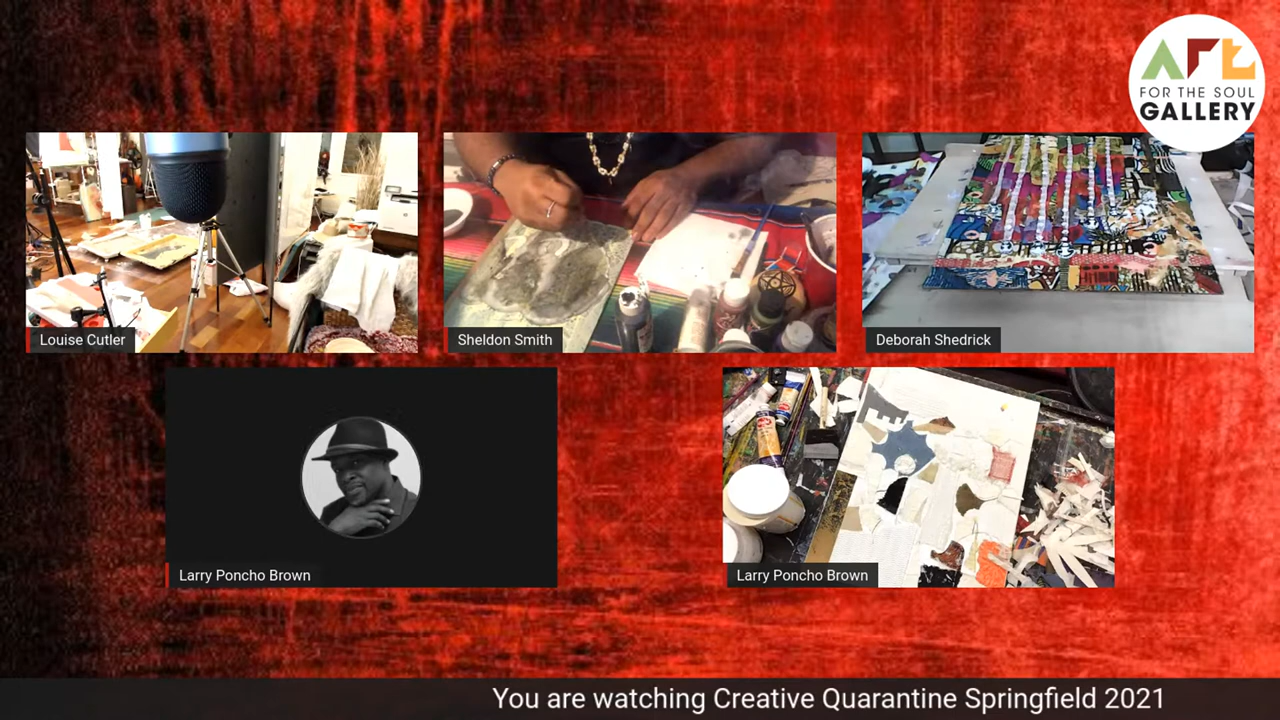 ART
FOR THE SOUL
GALLERY
Louise Cutler
Sheldon Smith
Deborah Shedrick
Larry Poncho Brown
Larry Poncho Brown
You are watching Creative Quarantine Springfield 2021